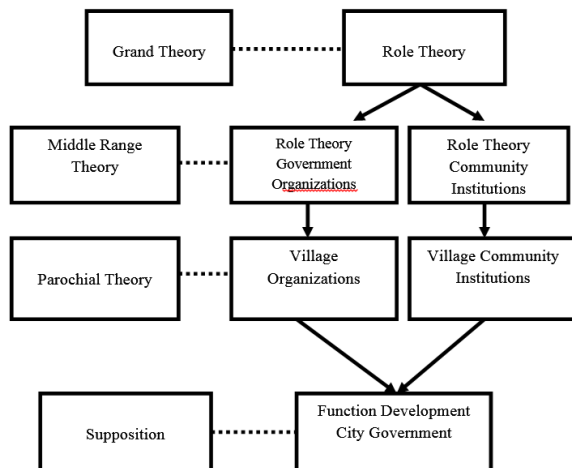 Grand Theory
Role Theory
Middle Range
Theory
Role Theory
Government
Organizations
Role Theory
Community
Institutions
Parochial Theory
Village
Organizations
Village Community
Institutions
Supposition
Function Development
City Government